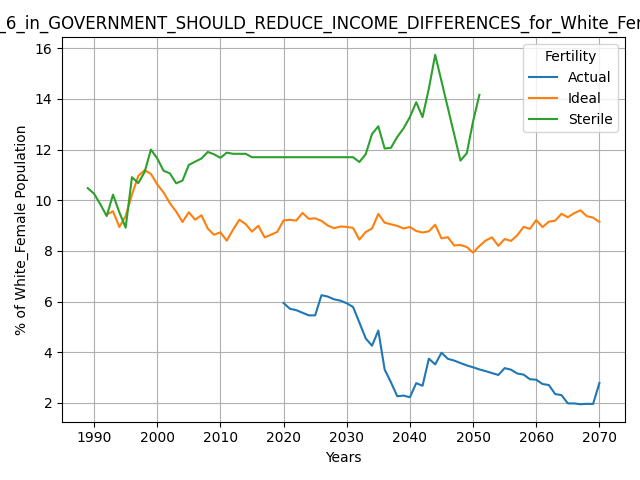 _6_in_GOVERNMENT_SHOULD_REDUCE_INCOME_DIFFERENCES_for_White_Fe
16
14
12
10
8
6
4
2
% of White_Female Population
Fertility
Actual
Ideal
Sterile
1990 2000 2010 2020 2030 2040 2050 2060 2070
Years